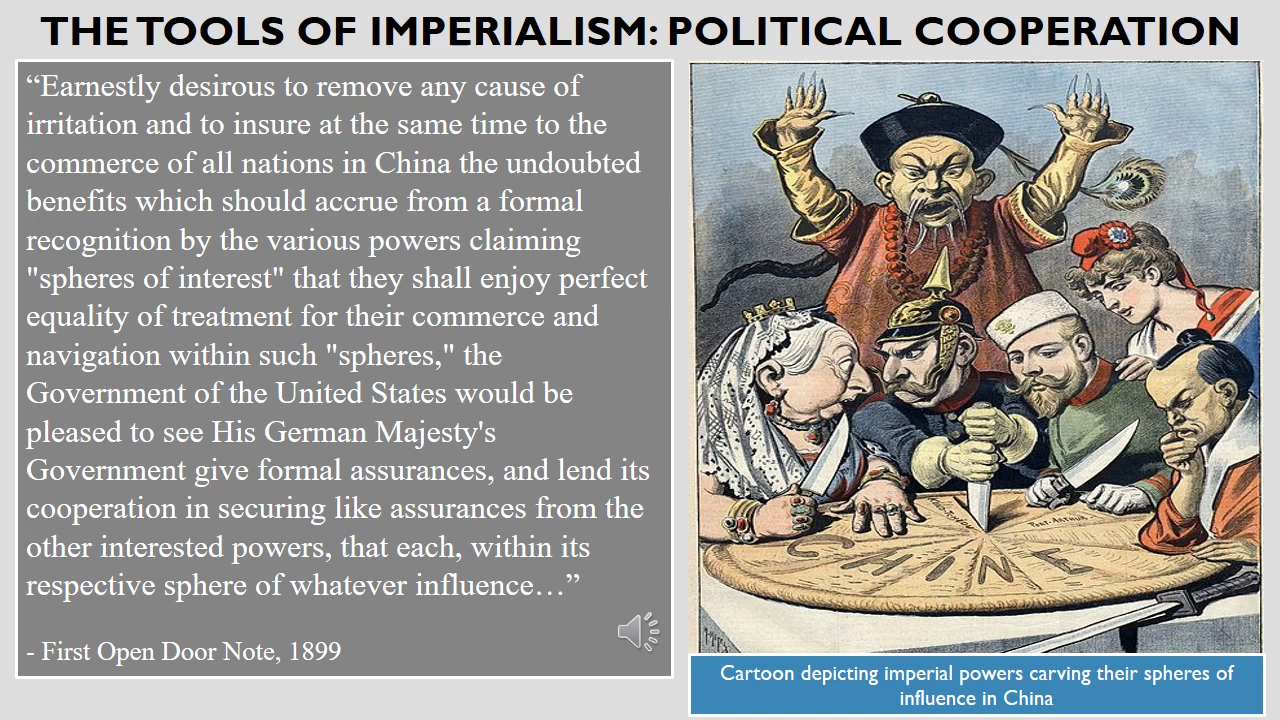 THE TOOLS OF IMPERIALISM: POLITICAL COOPERATION
“Earnestly desirous to remove any cause of
irritation and to insure at the same time to the
commerce of all nations in China the undoubted
benefits which should accrue from a formal
recognition by the various powers claiming
"spheres of interest" that they shall enjoy perfect
equality of treatment for their commerce and
navigation within such "spheres," the
Government of the United States would be
pleased to see His German Majesty's
Government give formal assurances, and lend its
cooperation in securing like assurances from the
other interested powers, that each, within its
respective sphere of whatever influence…”
- First Open Door Note, 1899
PORT-ARTHUR
CHINE
Cartoon depicting imperial powers carving their spheres of
influence in China